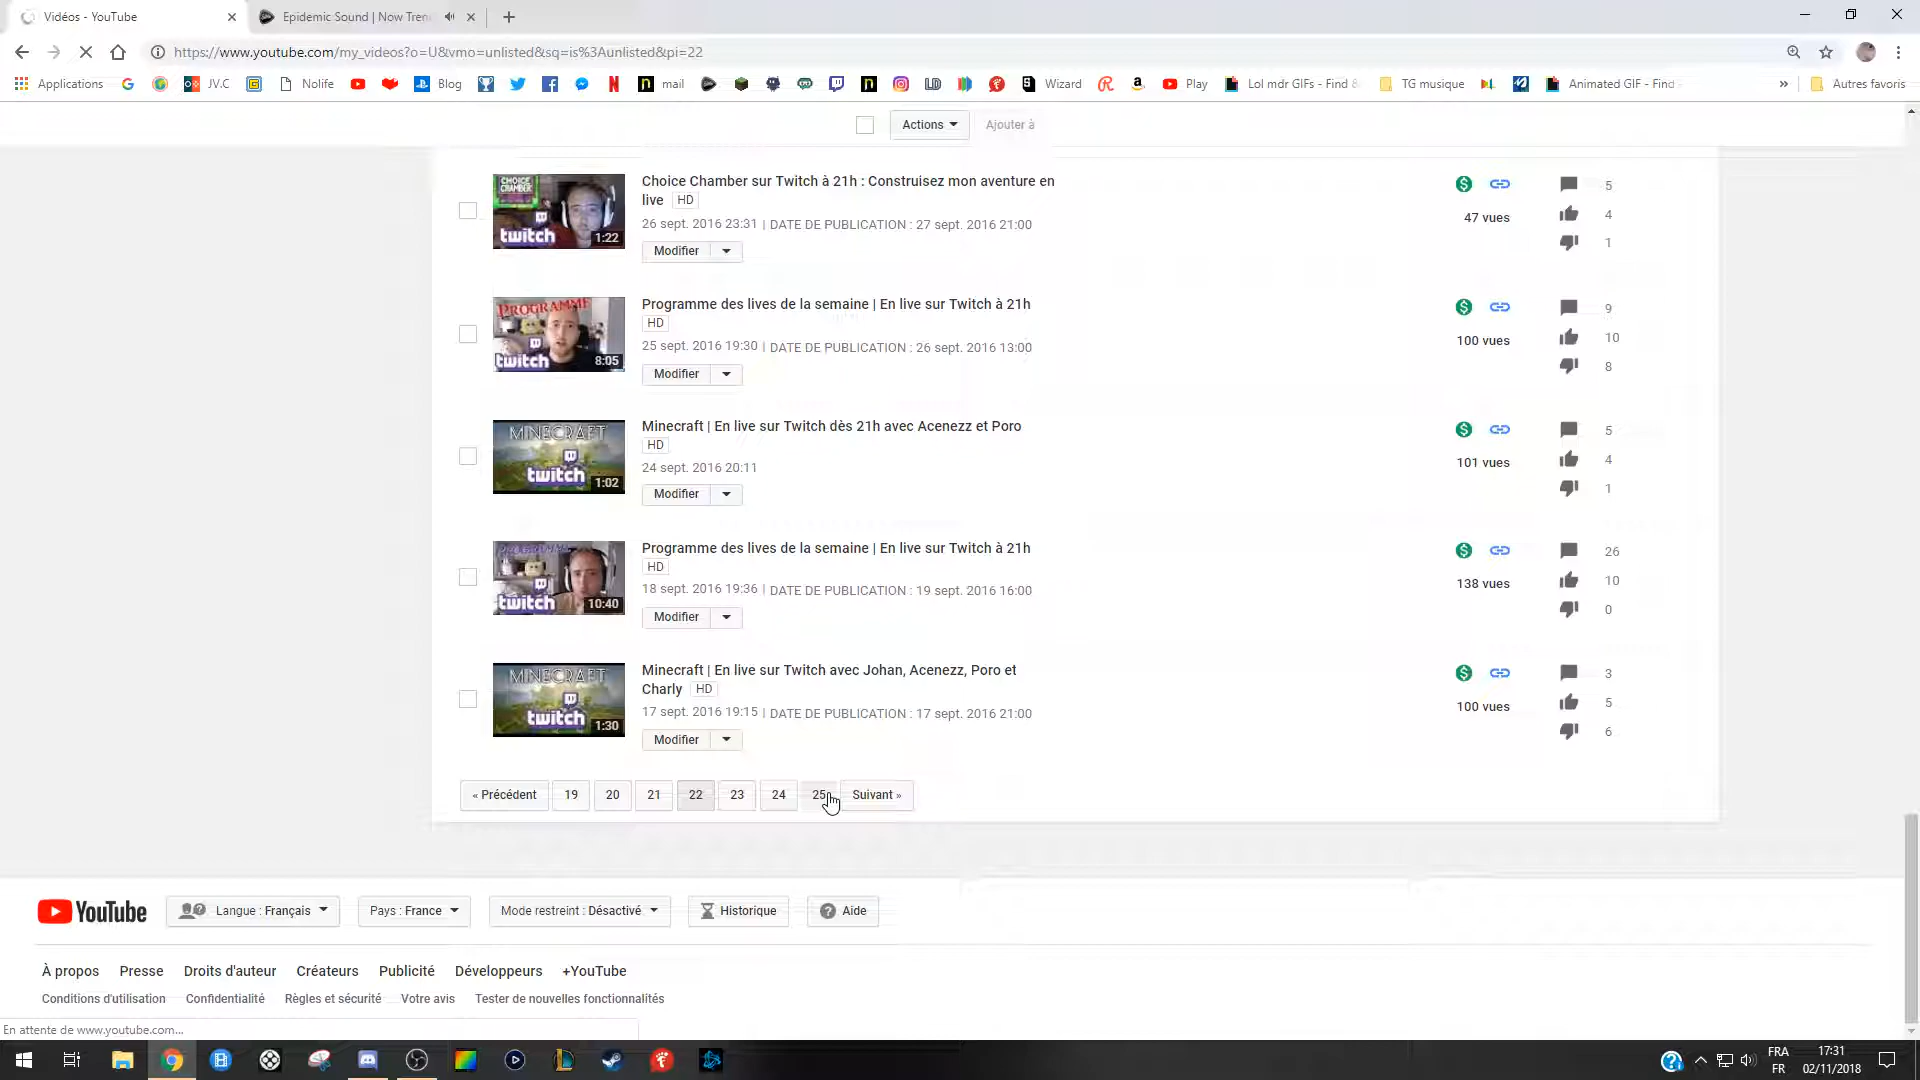 Vidéos - YouTube
Epidemic Sound | Now Tren
https://www.youtube.com/my_videos?o=U&vmo=unlisted&sq=is%3Aunlisted&pi=22
Applications JV.C Nolife Blog mail Wizard Play Lol mdr GIFs - Find & TG musique Animated GIF - Find - » Autres favoris
Actions Ajouter à
Choice Chamber sur Twitch à 21h : Construisez mon aventure en
live HD
26 sept. 2016 23:31 | DATE DE PUBLICATION : 27 sept. 2016 21:00
Modifier
CHOICE CHAMBER
twitch 1:22
47 vues
5
4
1
Programme des lives de la semaine | En live sur Twitch à 21h
HD
25 sept. 2016 19:30 | DATE DE PUBLICATION : 26 sept. 2016 13:00
Modifier
PROGRAMME
twitch 8:05
100 vues
9
10
8
Minecraft | En live sur Twitch dès 21h avec Acenezz et Poro
HD
24 sept. 2016 20:11
Modifier
MINECRAFT
twitch 1:02
101 vues
5
4
1
Programme des lives de la semaine | En live sur Twitch à 21h
HD
18 sept. 2016 19:36 | DATE DE PUBLICATION : 19 sept. 2016 16:00
Modifier
PROGRAMME
twitch 10:40
138 vues
26
10
0
Minecraft | En live sur Twitch avec Johan, Acenezz, Poro et
Charly HD
17 sept. 2016 19:15 | DATE DE PUBLICATION : 17 sept. 2016 21:00
Modifier
MINECRAFT
twitch 1:30
100 vues
3
5
6
« Précédent 19 20 21 22 23 24 25 Suivant »
YouTube Langue : Français Pays : France Mode restreint : Désactivé Historique Aide
À propos Presse Droits d'auteur Créateurs Publicité Développeurs +YouTube
Conditions d'utilisation Confidentialité Règles et sécurité Votre avis Tester de nouvelles fonctionnalités
En attente de www.youtube.com...
FRA
FR
17:31
02/11/2018